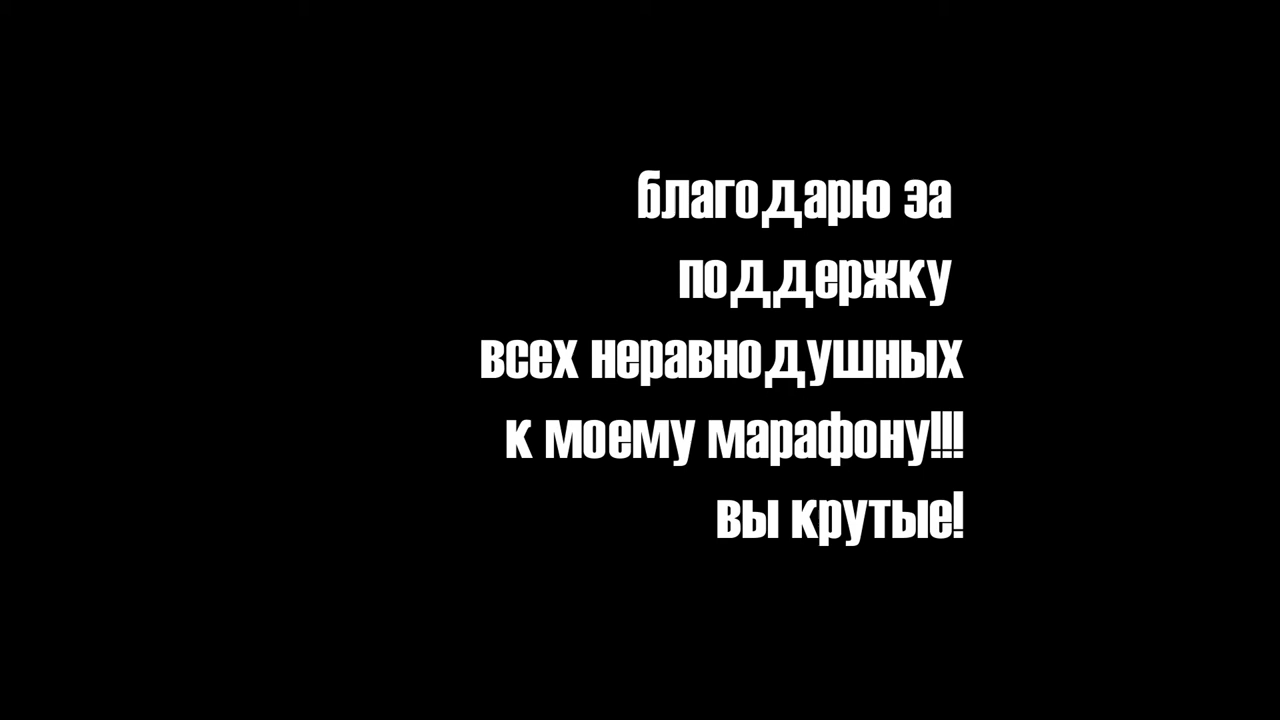 благодарю за
поддержку
всех неравнодушных
к моему марафону!!!
вы крутые!